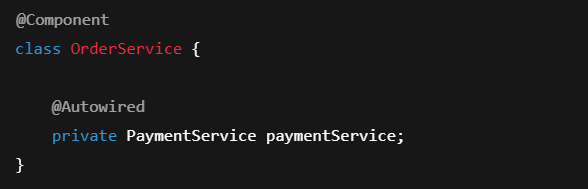 @Component
class OrderService {
@Autowired
private PaymentService paymentService;
}